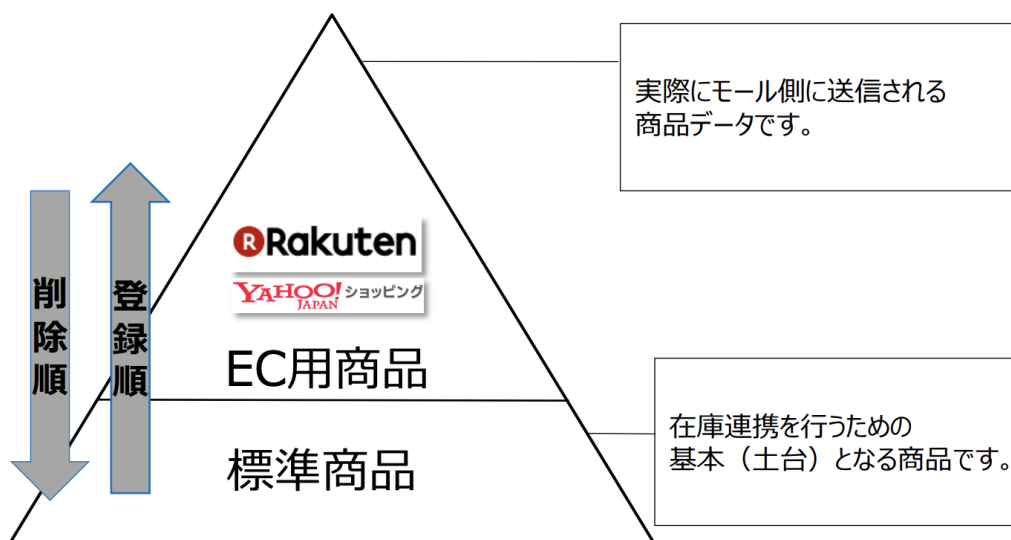 実際にモール側に送信される
商品データです。
削除順
登録順
R Rakuten
YAHOO! ショッピング
JAPAN
EC用商品
標準商品
在庫連携を行うための
基本（土台）となる商品です。